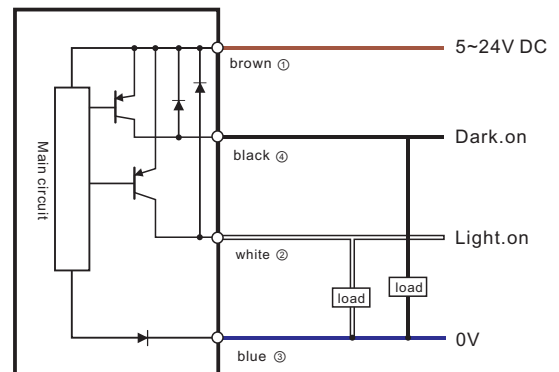 5~24V DC
brown ①
Dark.on
black ④
Main circuit
Light.on
white ②
load
load
0V
blue ③